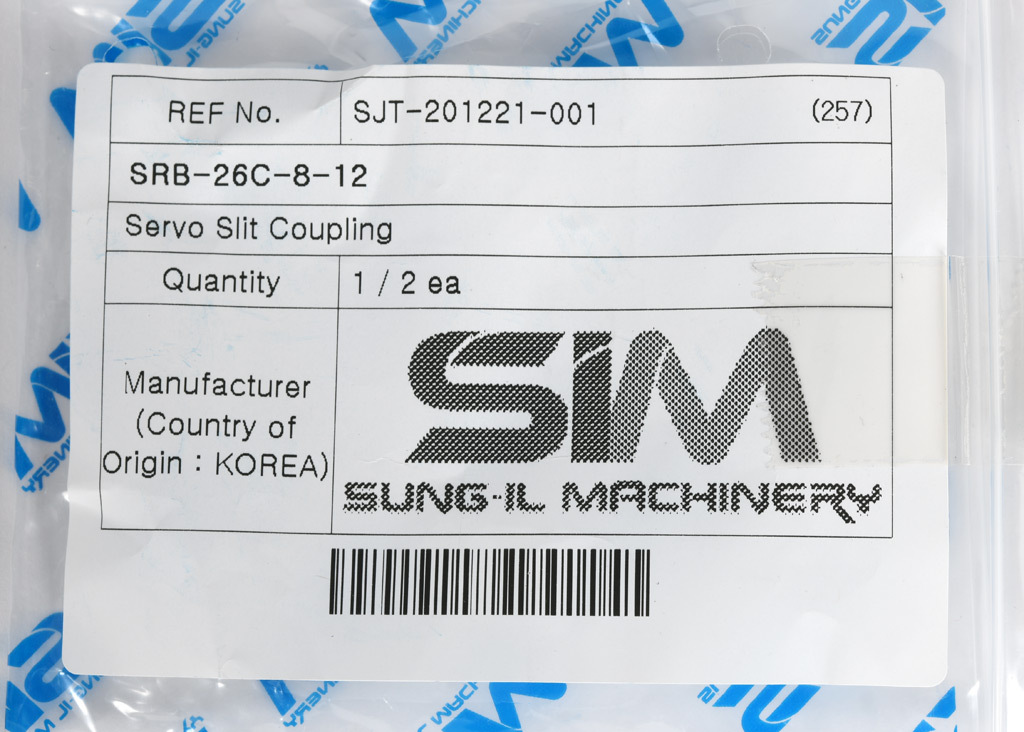 REF No.
SJT-201221-001
(257)
SRB-26C-8-12
Servo Slit Coupling
Quantity
1 / 2 ea
Manufacturer
(Country of
Origin : KOREA)
SIM
SUNG-IL MACHINERY